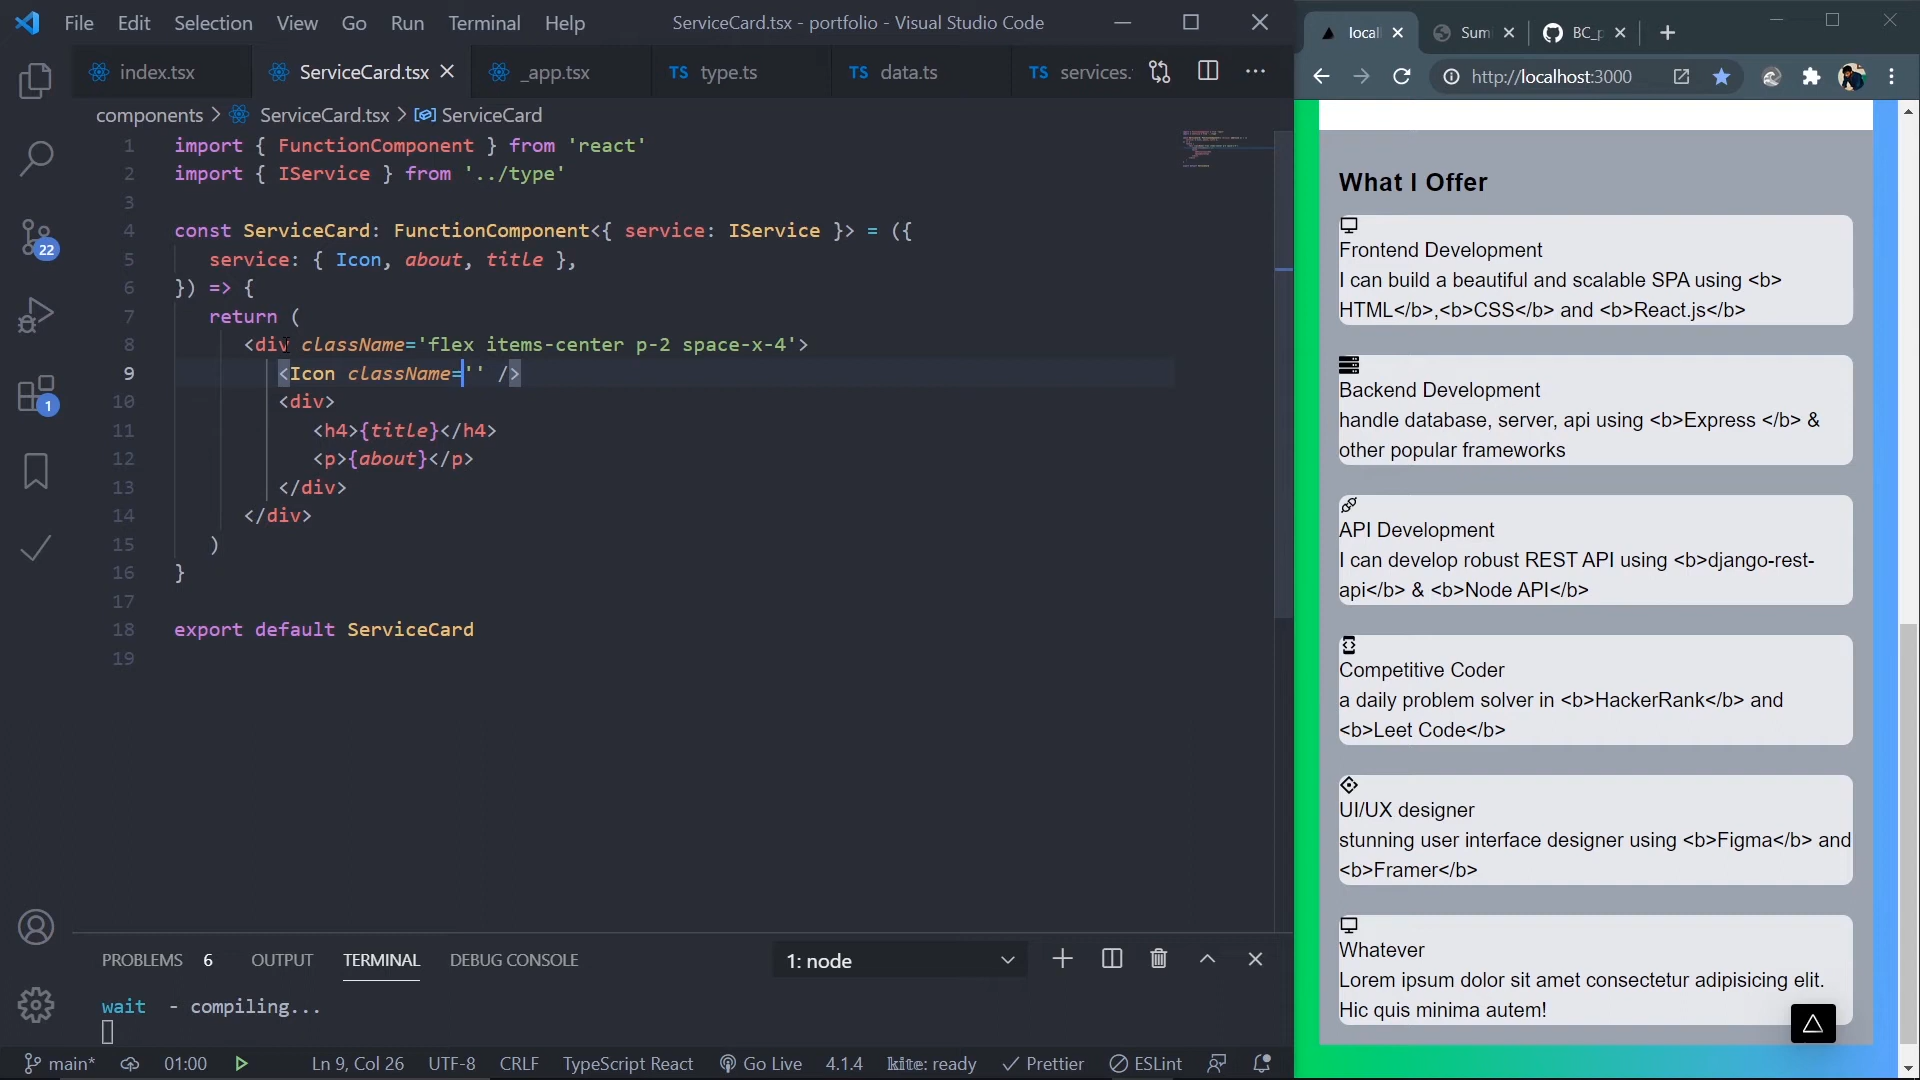 File Edit Selection View Go Run Terminal Help ServiceCard.tsx - portfolio - Visual Studio Code
index.tsx ServiceCard.tsx _app.tsx TS type.ts TS data.ts TS services.
components > ServiceCard.tsx > ServiceCard
1 import { FunctionComponent } from 'react'
2 import { IService } from '../type'
3
4 const ServiceCard: FunctionComponent<{ service: IService }> = ({
5 service: { Icon, about, title },
6 }) => {
7 return (
8 <div className='flex items-center p-2 space-x-4'>
9 <Icon className='' />
10 <div>
11 <h4>{title}</h4>
12 <p>{about}</p>
13 </div>
14 </div>
15 )
16 }
17
18 export default ServiceCard
19
22
1
PROBLEMS 6 OUTPUT TERMINAL DEBUG CONSOLE 1: node
wait - compiling...
main* 01:00 Ln 9, Col 26 UTF-8 CRLF TypeScript React Go Live 4.1.4 kite: ready Prettier ESLint
local Sum BC_p
http://localhost:3000
What I Offer
Frontend Development
I can build a beautiful and scalable SPA using <b>
HTML</b>,<b>CSS</b> and <b>React.js</b>
Backend Development
handle database, server, api using <b>Express </b> &
other popular frameworks
API Development
I can develop robust REST API using <b>django-rest-
api</b> & <b>Node API</b>
Competitive Coder
a daily problem solver in <b>HackerRank</b> and
<b>Leet Code</b>
UI/UX designer
stunning user interface designer using <b>Figma</b> and
<b>Framer</b>
Whatever
Lorem ipsum dolor sit amet consectetur adipisicing elit.
Hic quis minima autem!